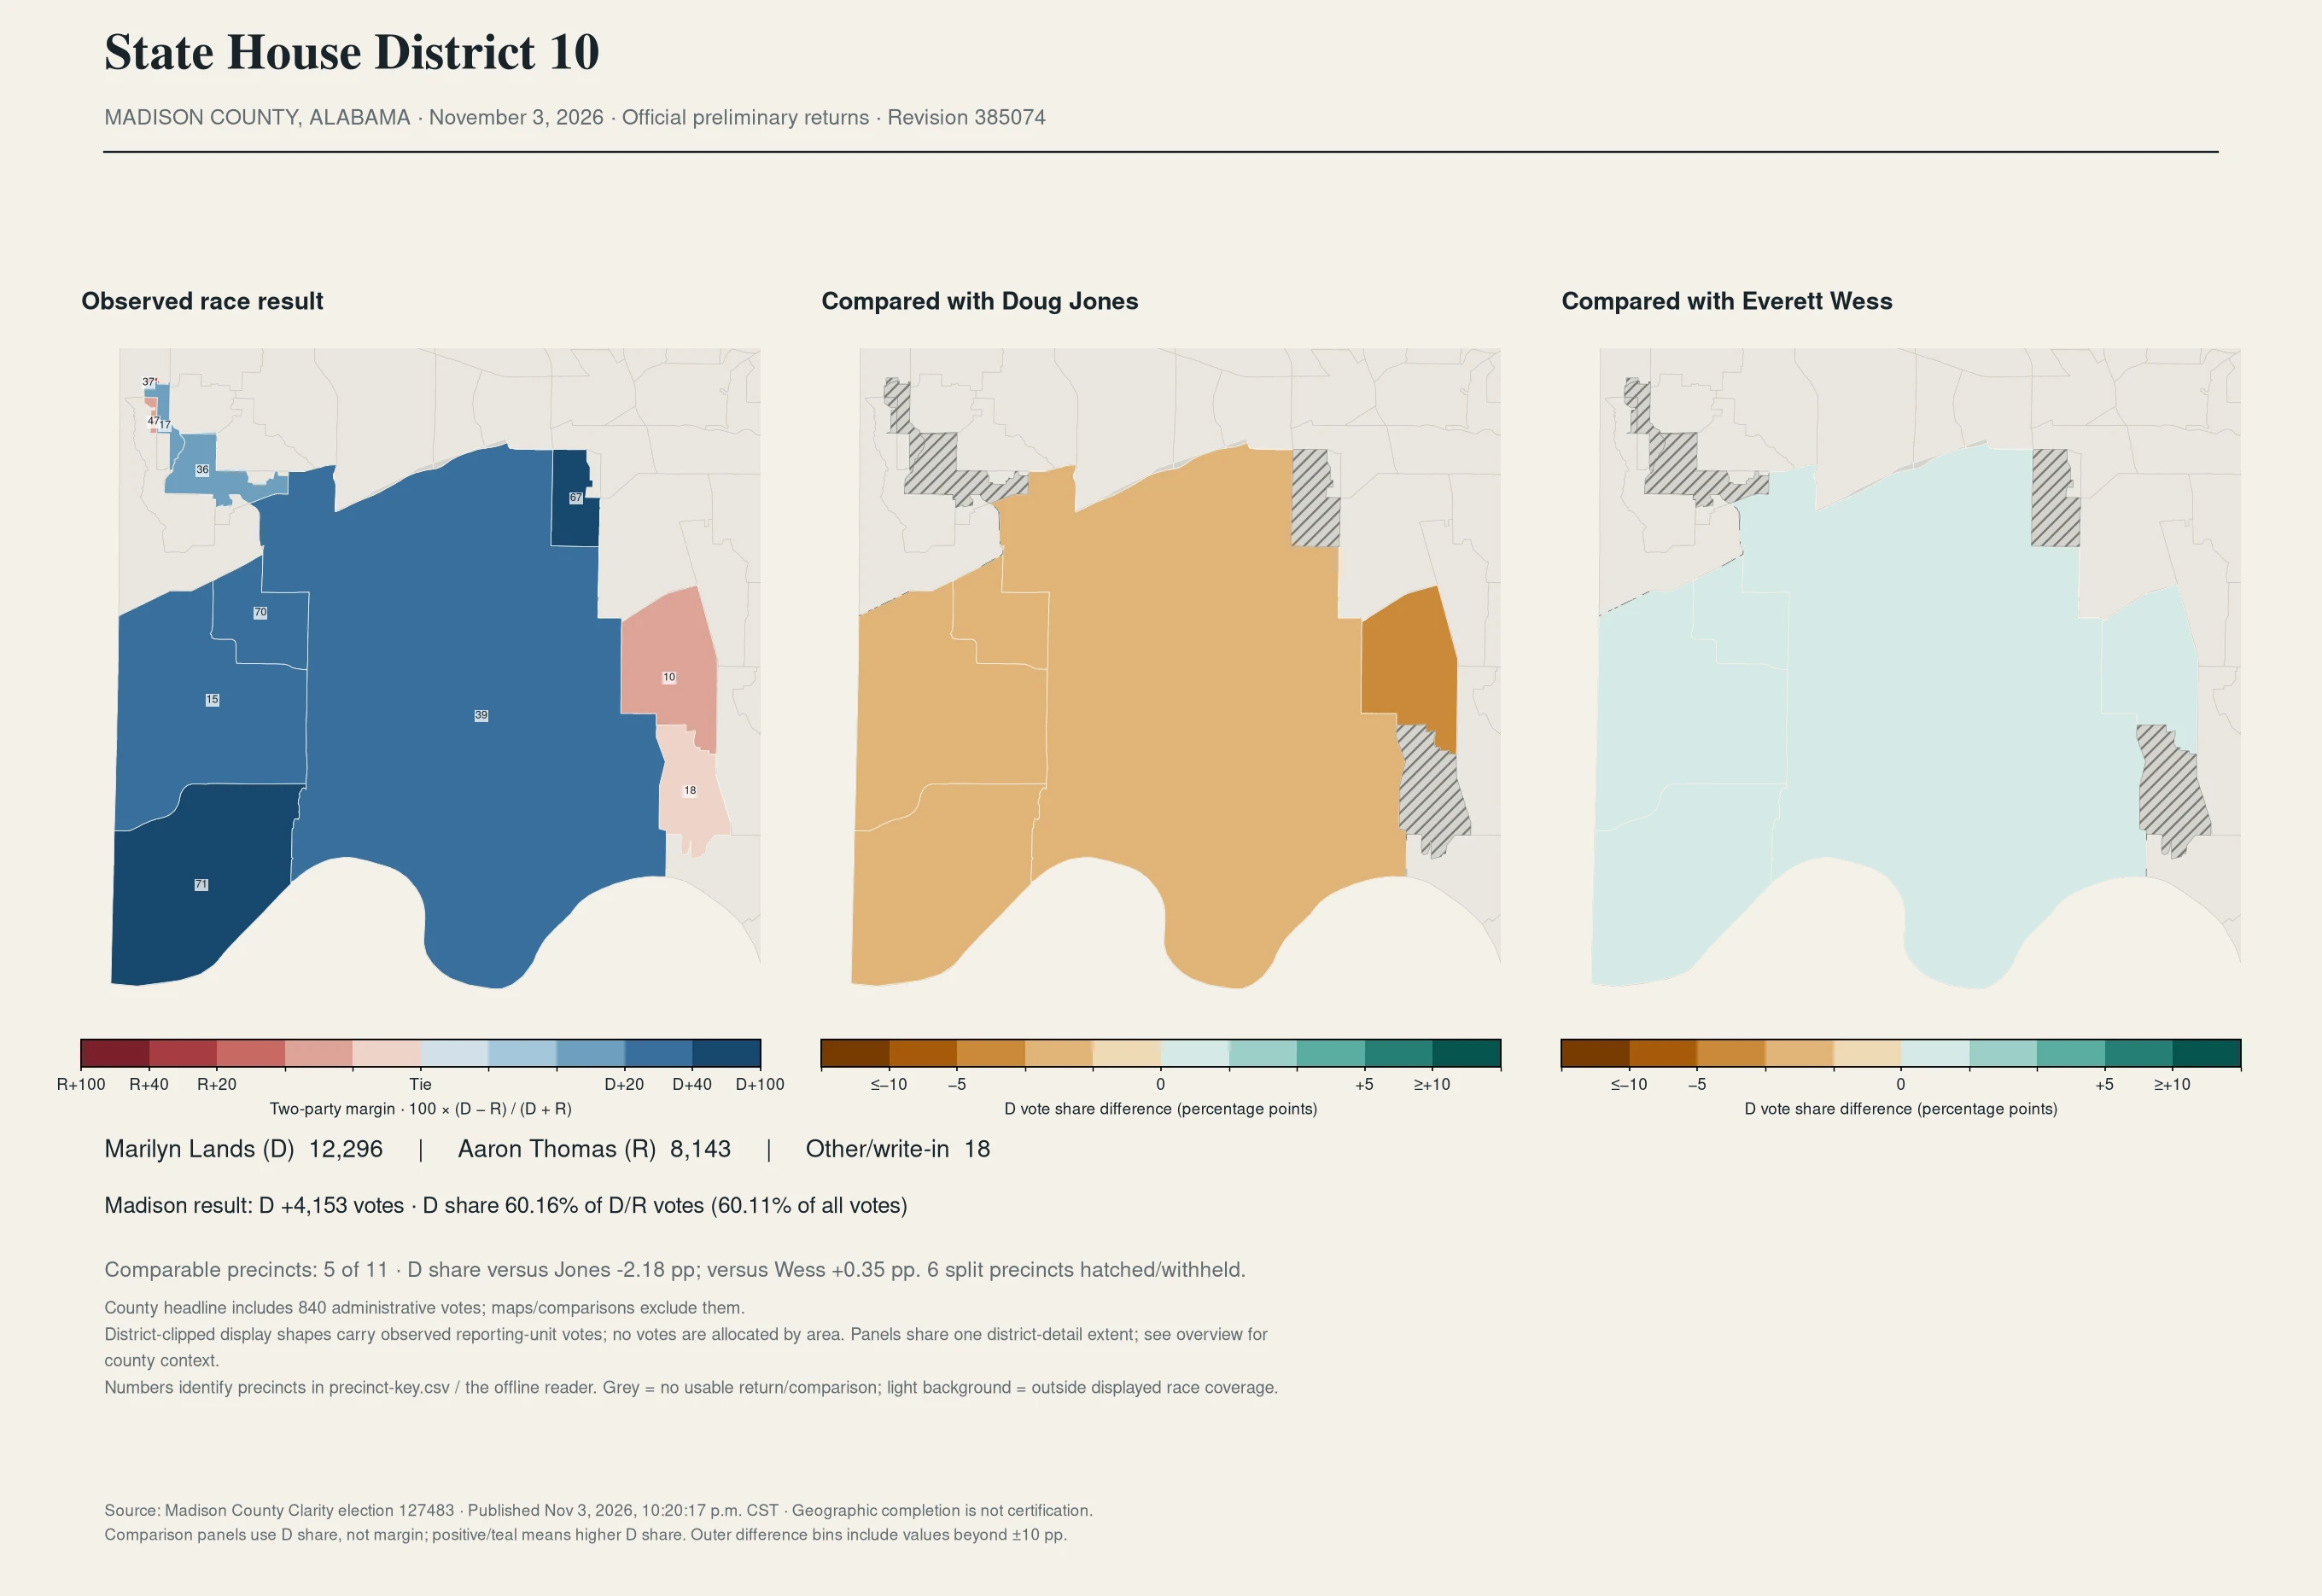 State House District 10
MADISON COUNTY, ALABAMA · November 3, 2026 · Official preliminary returns · Revision 385074
Observed race result
Compared with Doug Jones
Compared with Everett Wess
47
17
36
67
70
10
15
39
18
71
R+100 R+40 R+20 Tie D+20 D+40 D+100
Two-party margin · 100 × (D − R) / (D + R)
≤−10 −5 0 +5 ≥+10
D vote share difference (percentage points)
≤−10 −5 0 +5 ≥+10
D vote share difference (percentage points)
Marilyn Lands (D) 12,296 | Aaron Thomas (R) 8,143 | Other/write-in 18
Madison result: D +4,153 votes · D share 60.16% of D/R votes (60.11% of all votes)
Comparable precincts: 5 of 11 · D share versus Jones -2.18 pp; versus Wess +0.35 pp. 6 split precincts hatched/withheld.
County headline includes 840 administrative votes; maps/comparisons exclude them.
District-clipped display shapes carry observed reporting-unit votes; no votes are allocated by area. Panels share one district-detail extent; see overview for
county context.
Numbers identify precincts in precinct-key.csv / the offline reader. Grey = no usable return/comparison; light background = outside displayed race coverage.
Source: Madison County Clarity election 127483 · Published Nov 3, 2026, 10:20:17 p.m. CST · Geographic completion is not certification.
Comparison panels use D share, not margin; positive/teal means higher D share. Outer difference bins include values beyond ±10 pp.